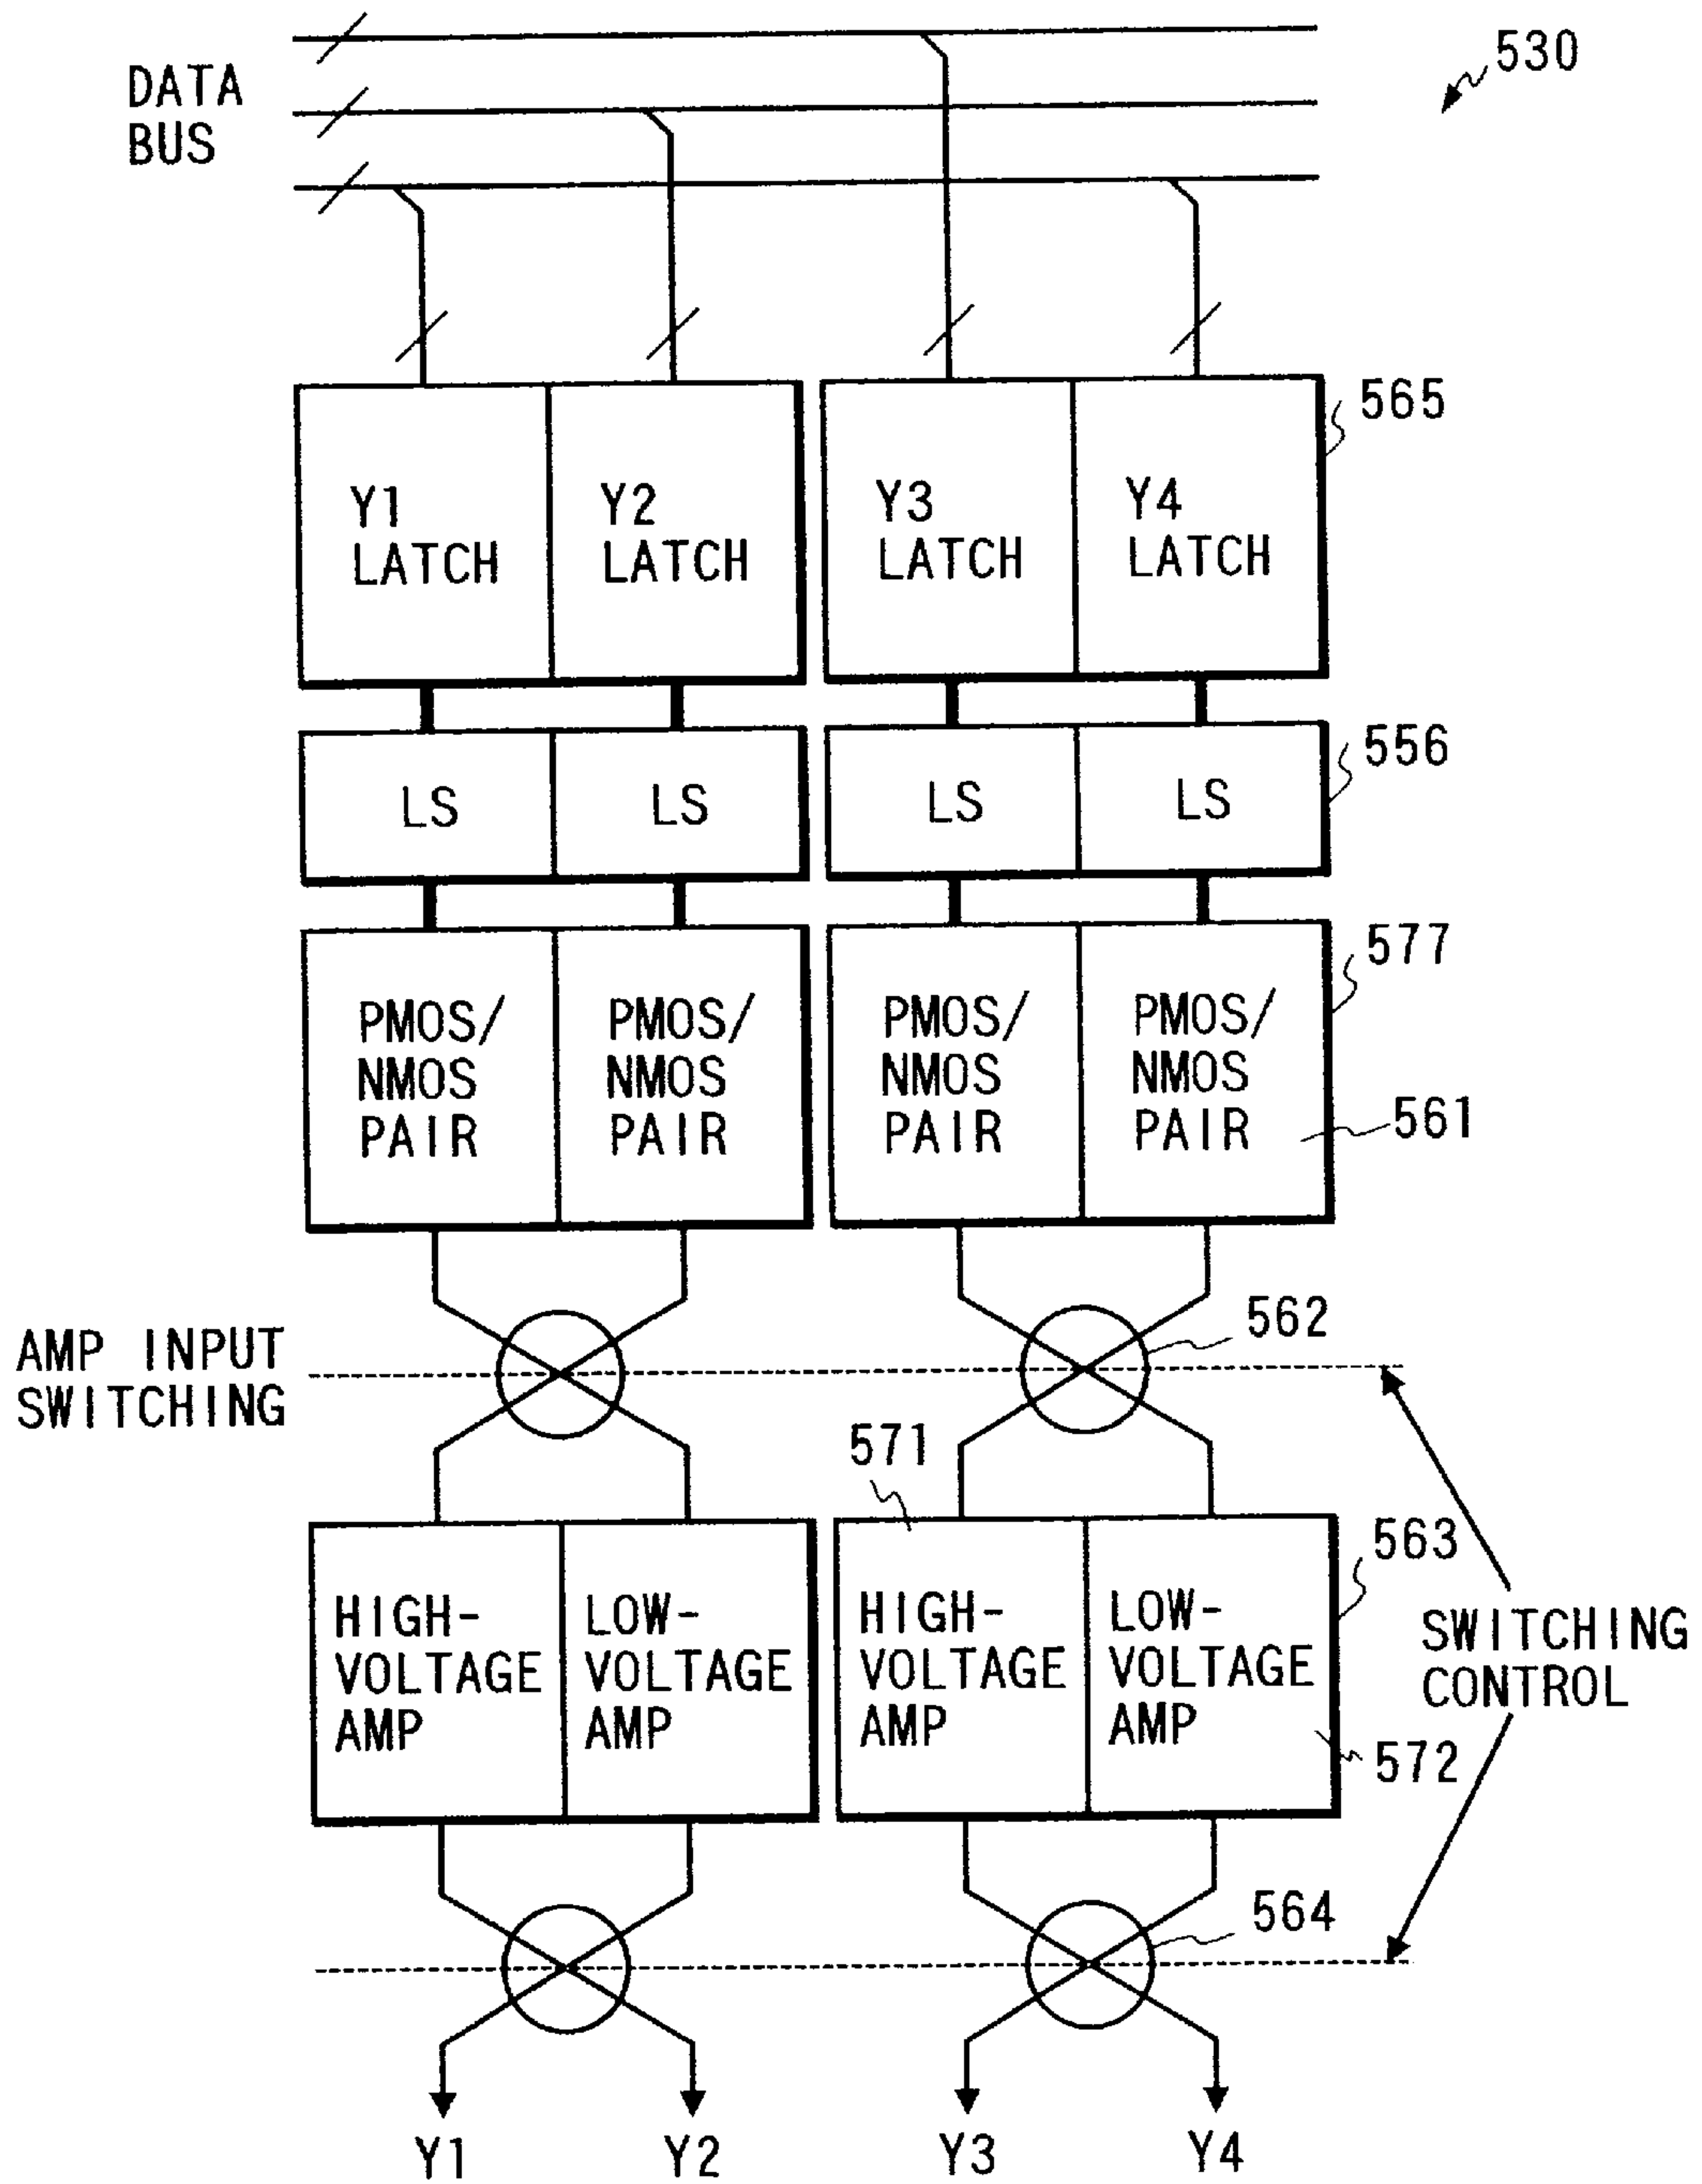 530
DATA
BUS
565
Y1
LATCH
Y2
LATCH
Y3
LATCH
Y4
LATCH
556
LS
LS
LS
LS
577
PMOS/
NMOS
PAIR
PMOS/
NMOS
PAIR
PMOS/
NMOS
PAIR
PMOS/
NMOS
PAIR
561
562
AMP INPUT
SWITCHING
571
563
HIGH-
VOLTAGE
AMP
LOW-
VOLTAGE
AMP
HIGH-
VOLTAGE
AMP
LOW-
VOLTAGE
AMP
SWITCHING
CONTROL
572
564
Y1
Y2
Y3
Y4